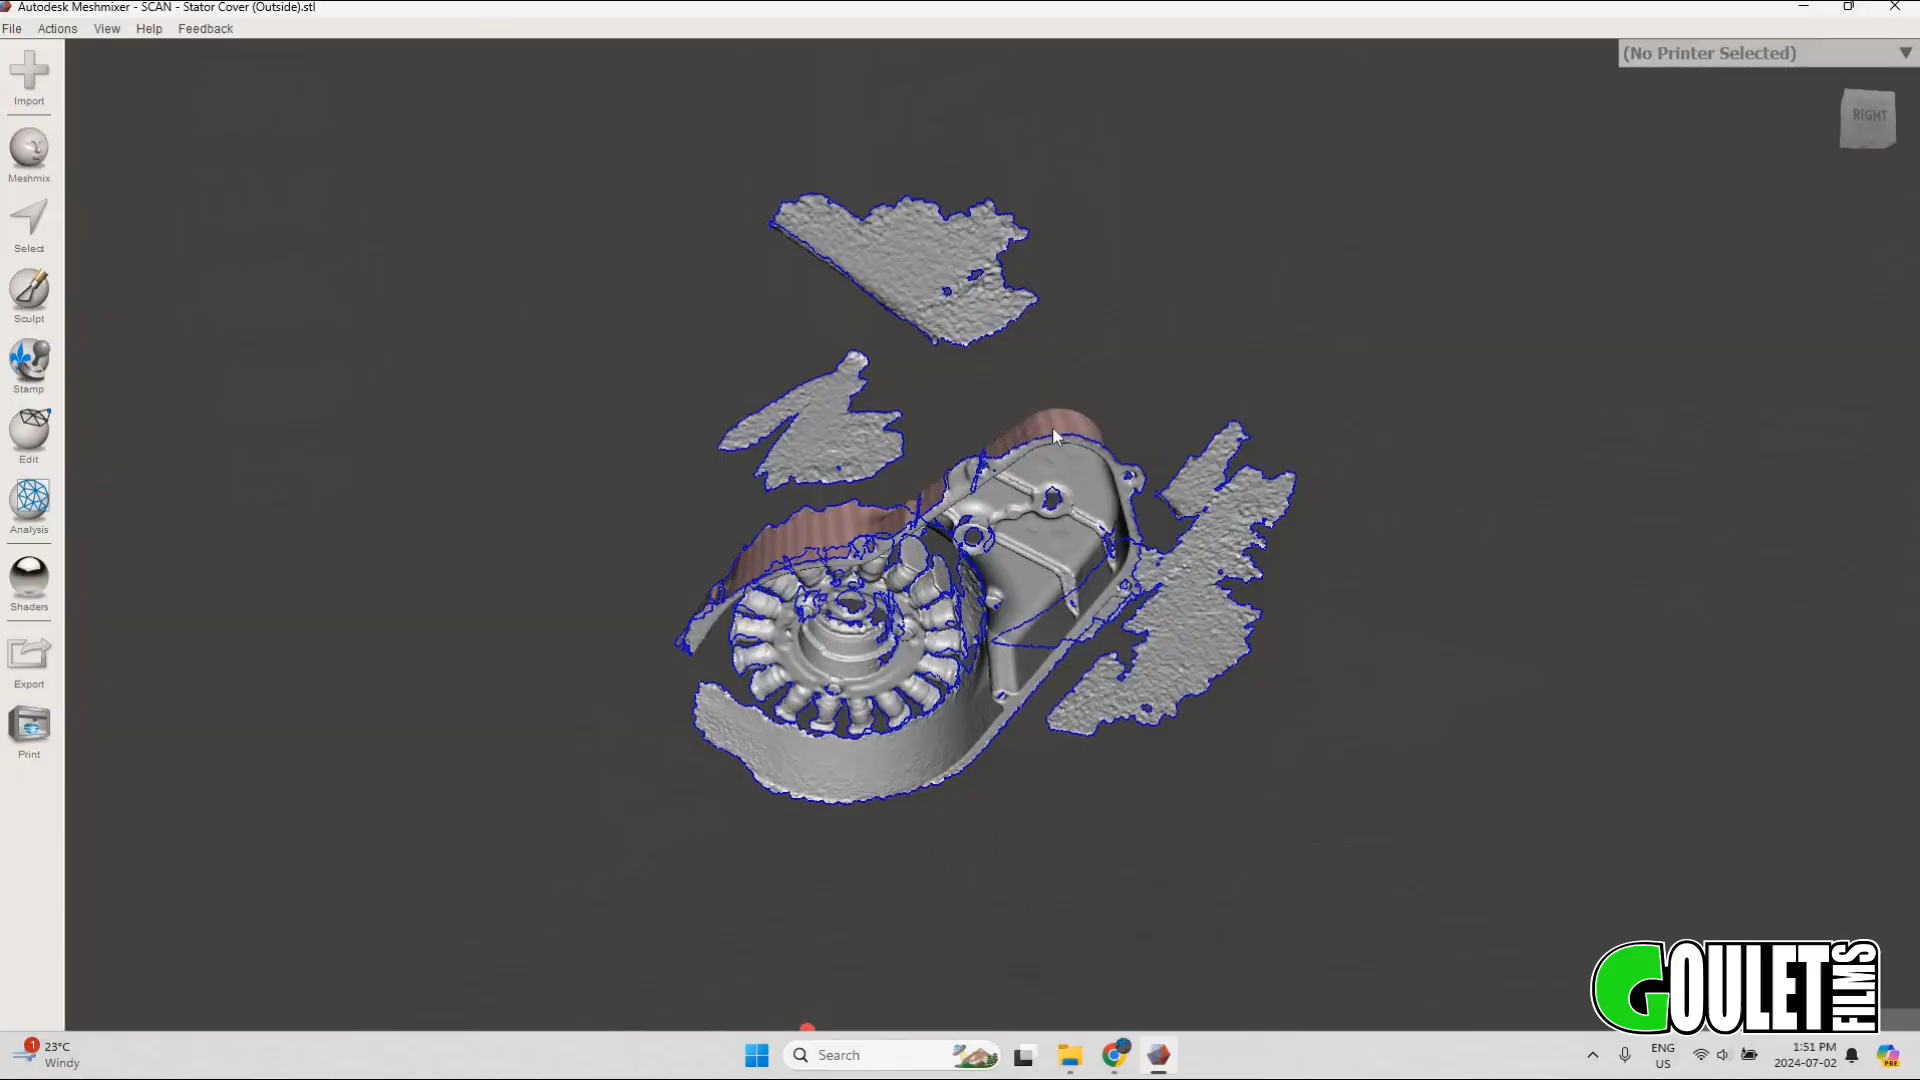 Autodesk Meshmixer - SCAN - Stator Cover (Outside).stl
File Actions View Help Feedback
(No Printer Selected)
RIGHT
Import
Meshmix
Select
Sculpt
Stamp
Edit
Analysis
Shaders
Export
Print
GOULET FILMS
1
23°C
Windy
Search
ENG
US
1:51 PM
2024-07-02
PRE